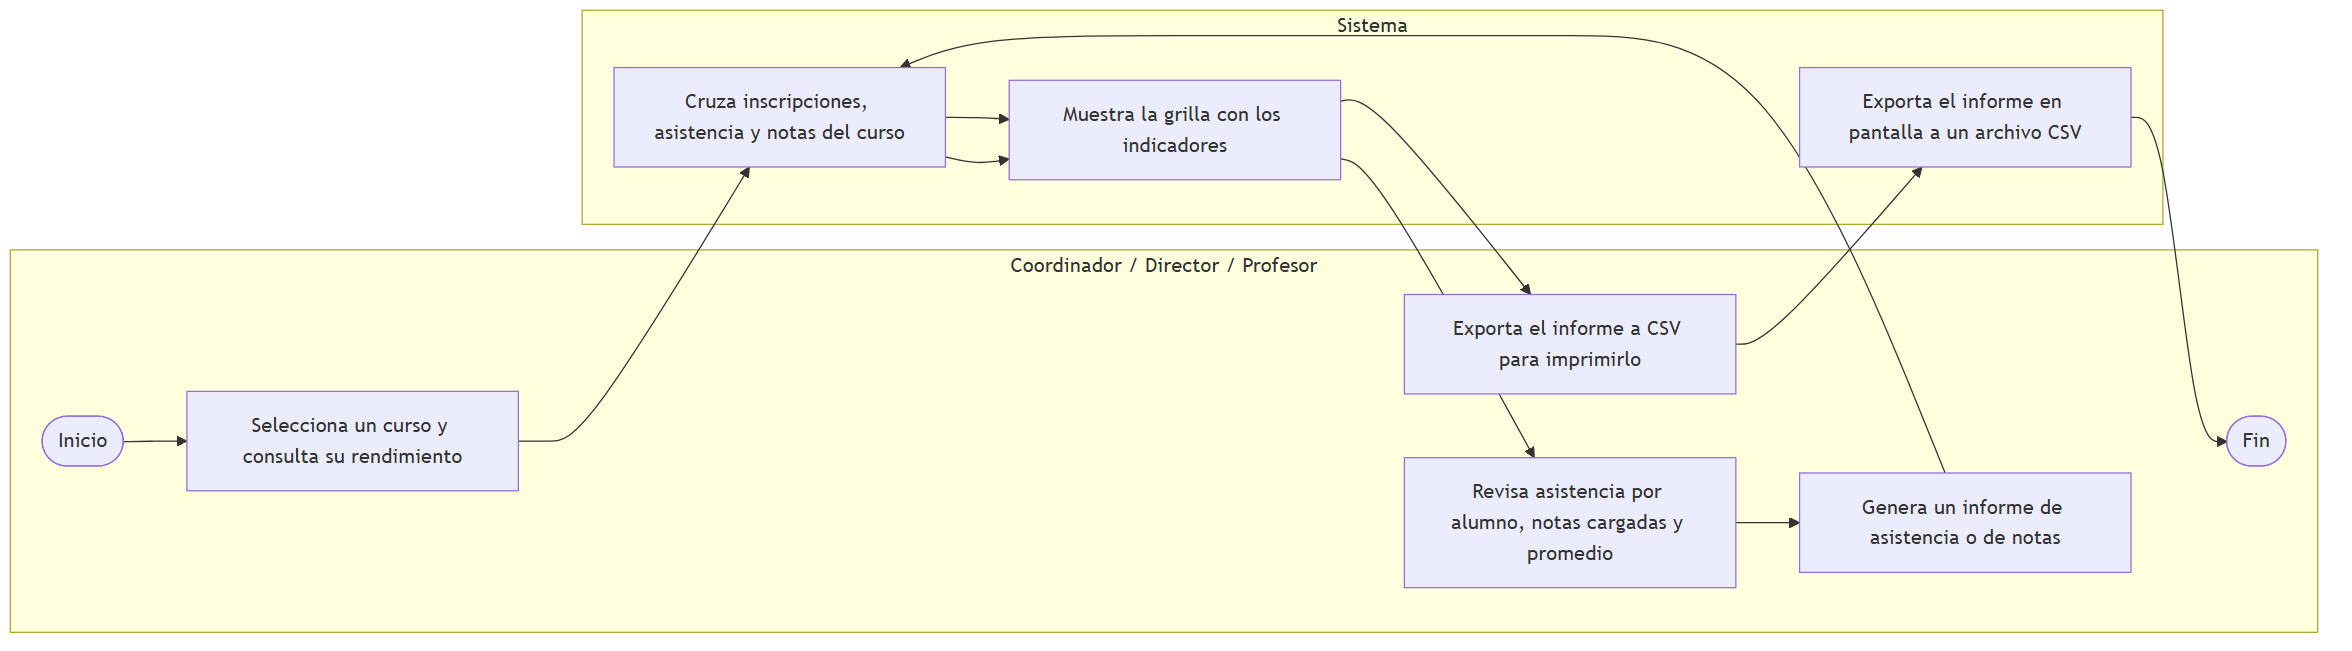 Sistema
Cruza inscripciones,
asistencia y notas del curso
Muestra la grilla con los
indicadores
Exporta el informe en
pantalla a un archivo CSV
Coordinador / Director / Profesor
Inicio
Selecciona un curso y
consulta su rendimiento
Exporta el informe a CSV
para imprimirlo
Revisa asistencia por
alumno, notas cargadas y
promedio
Genera un informe de
asistencia o de notas
Fin